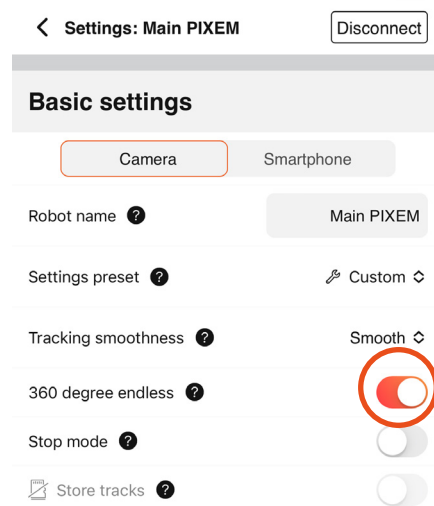 Settings: Main PIXEM
Disconnect
Basic settings
Camera
Smartphone
Robot name ?
Main PIXEM
Settings preset ?
Custom
Tracking smoothness ?
Smooth
360 degree endless ?
Stop mode ?
Store tracks ?